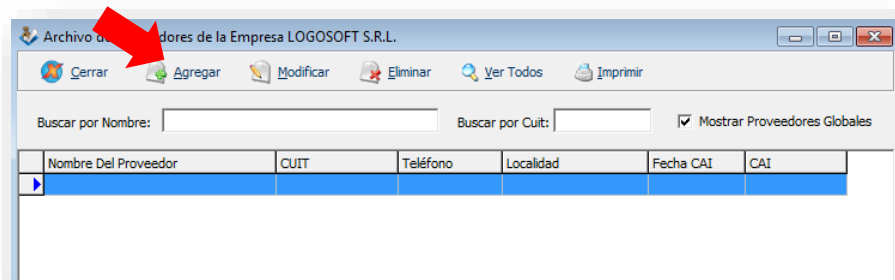 Archivo de dores de la Empresa LOGOSOFT S.R.L.
Cerrar Agregar Modificar Eliminar Ver Todos Imprimir
Buscar por Nombre: Buscar por Cuit: Mostrar Proveedores Globales
Nombre Del Proveedor CUIT Teléfono Localidad Fecha CAI CAI